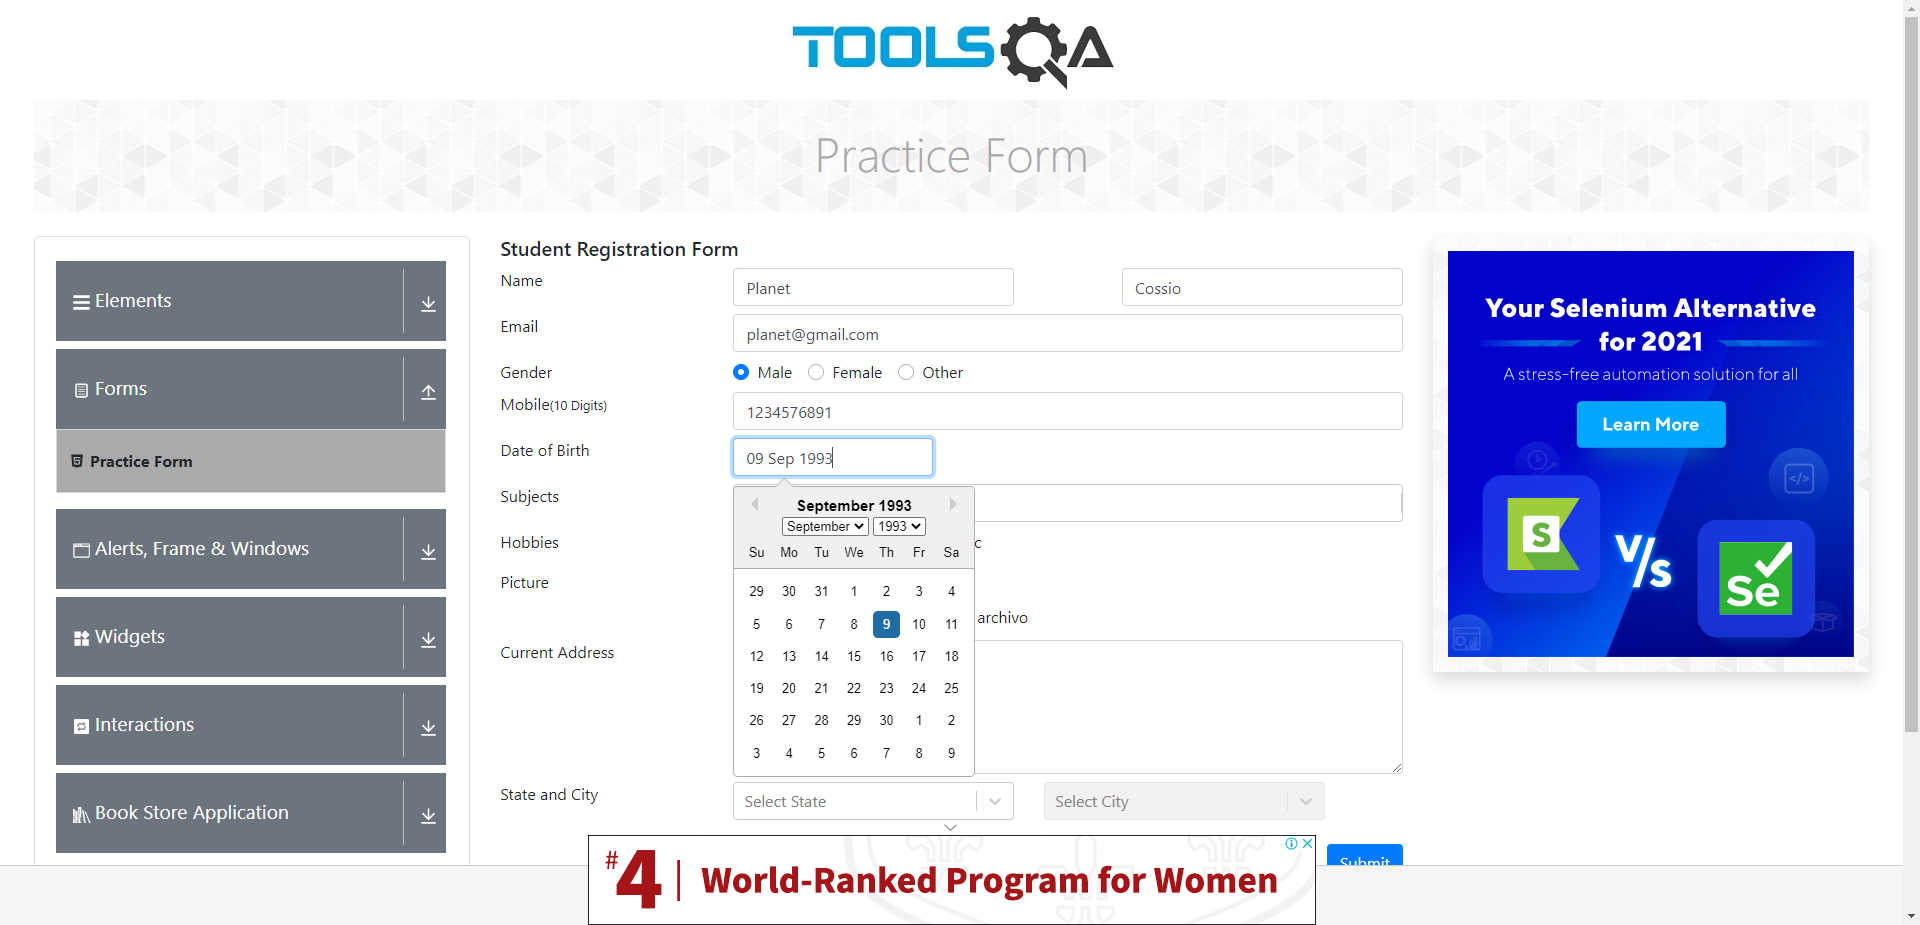 TOOLSQA
Practice Form
Elements
Forms
Practice Form
Alerts, Frame & Windows
Widgets
Interactions
Book Store Application
Student Registration Form
Name
Planet
Cossio
Email
planet@gmail.com
Gender
Male
Female
Other
Mobile(10 Digits)
1234576891
Date of Birth
09 Sep 1993
Subjects
September 1993
September
1993
Su Mo Tu We Th Fr Sa
29 30 31 1 2 3 4
5 6 7 8 9 10 11
12 13 14 15 16 17 18
19 20 21 22 23 24 25
26 27 28 29 30 1 2
3 4 5 6 7 8 9
Hobbies
c
Picture
archivo
Current Address
State and City
Select State
Select City
Submit
Your Selenium Alternative
for 2021
A stress-free automation solution for all
Learn More
S
V/s
Se
#4 | World-Ranked Program for Women